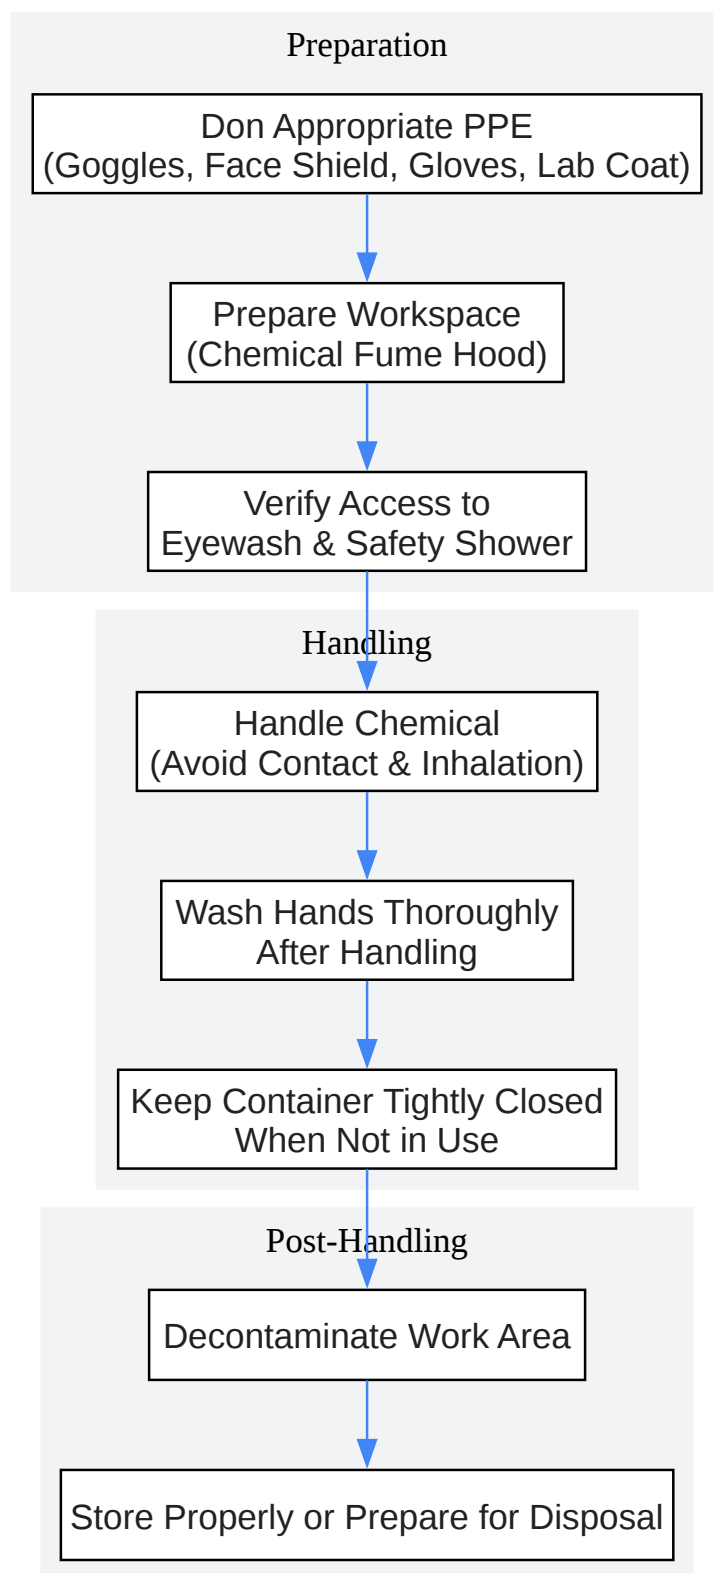 Preparation
Don Appropriate PPE
(Goggles, Face Shield, Gloves, Lab Coat)
Prepare Workspace
(Chemical Fume Hood)
Verify Access to
Eyewash & Safety Shower
Handling
Handle Chemical
(Avoid Contact & Inhalation)
Wash Hands Thoroughly
After Handling
Keep Container Tightly Closed
When Not in Use
Post-Handling
Decontaminate Work Area
Store Properly or Prepare for Disposal